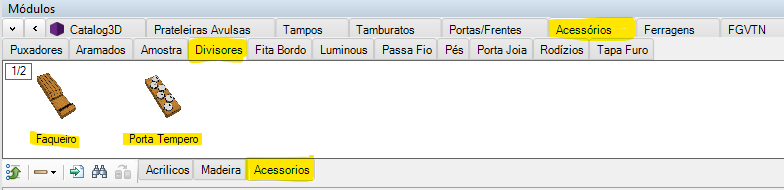 Módulos
Catalog3D Prateleiras Avulsas Tampos Tamburatos Portas/Frentes Acessórios Ferragens FGVTN
Puxadores Aramados Amostra Divisores Fita Bordo Luminous Passa Fio Pés Porta Joia Rodízios Tapa Furo
1/2
Faqueiro Porta Tempero
Acrilicos Madeira Acessorios